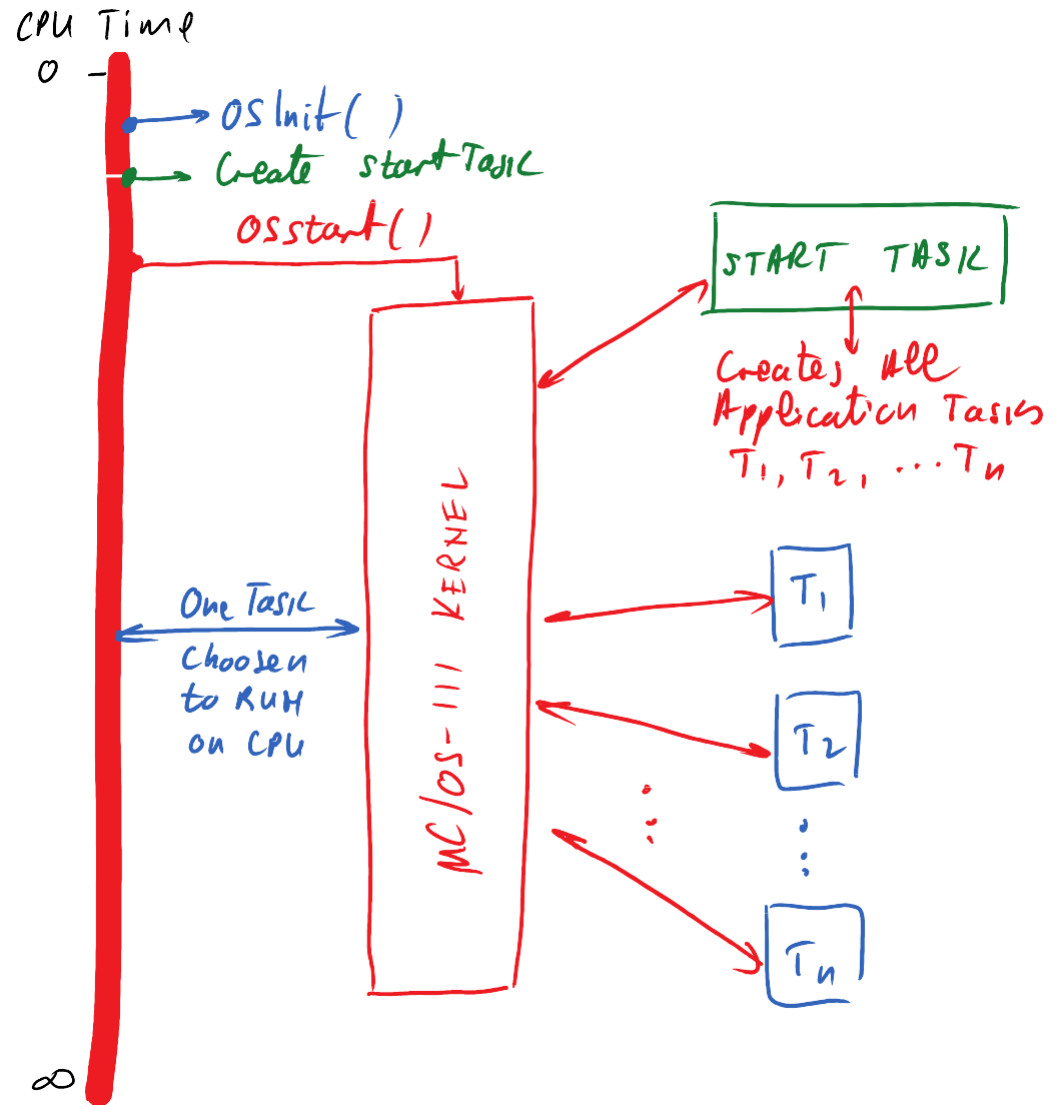 CPU Time
0
OSInit( )
Create startTask
OSstart( )
START TASK
Creates All
Application Tasks
T1, T2, ... Tn
µC/OS-III KERNEL
One Task
Choosen
to RUN
on CPU
T1
T2
Tn
∞